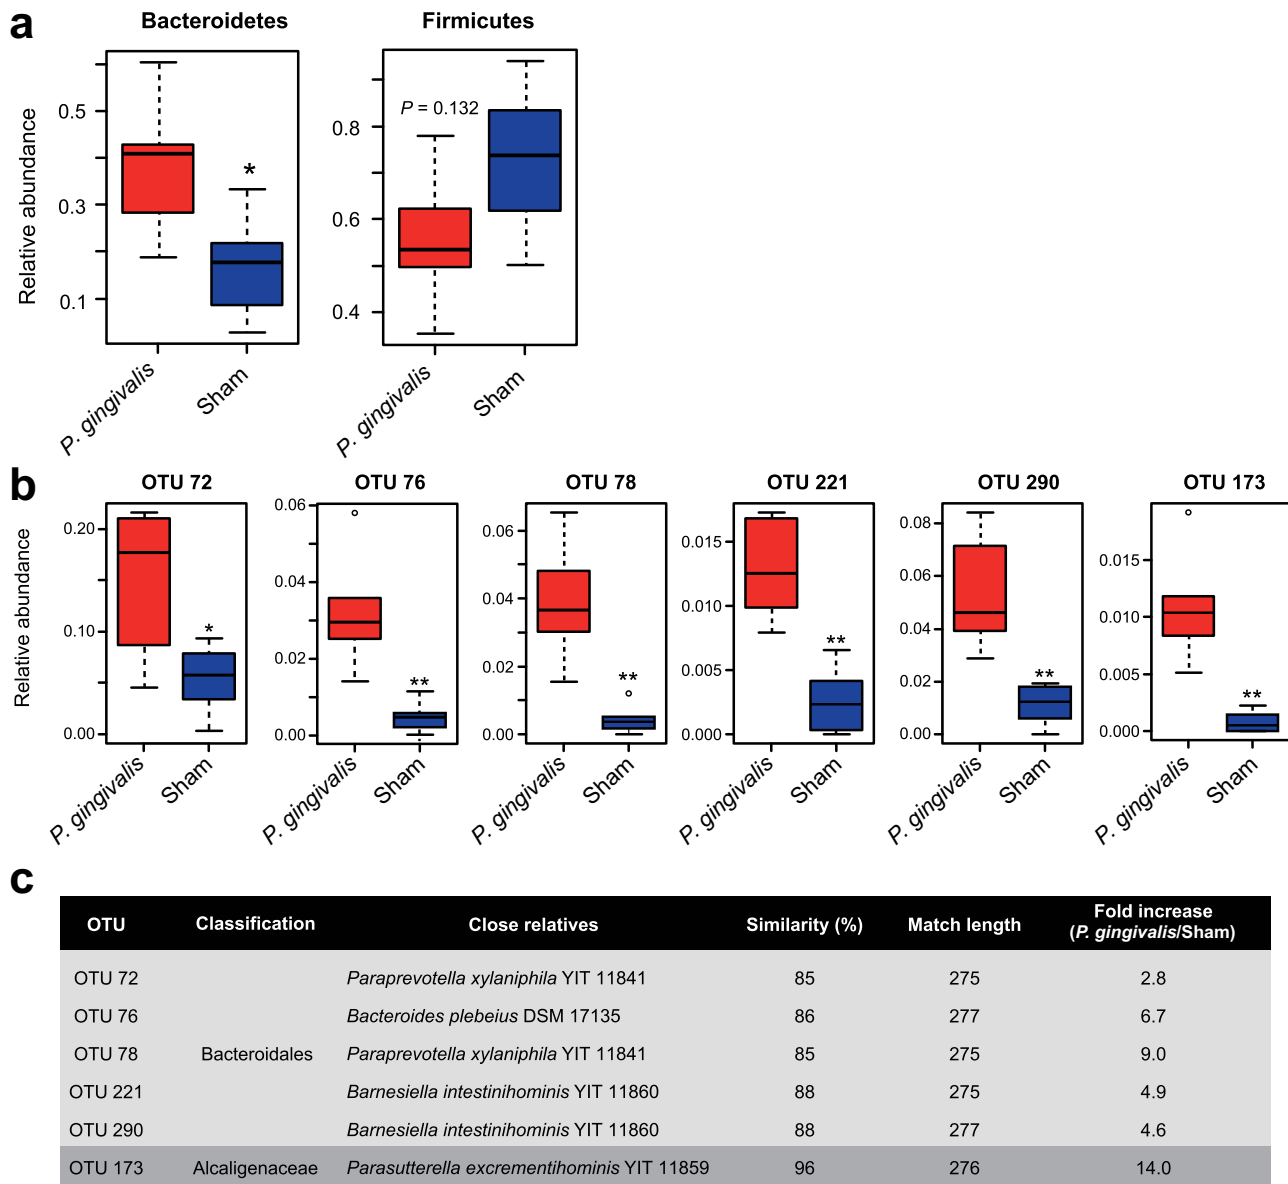 a
Bacteroidetes
Firmicutes
Relative abundance
0.5
0.3
0.1
*
P. gingivalis
Sham
P = 0.132
0.8
0.6
0.4
P. gingivalis
Sham
b
OTU 72
OTU 76
OTU 78
OTU 221
OTU 290
OTU 173
Relative abundance
0.20
0.10
0.00
*
P. gingivalis
Sham
0.06
0.04
0.02
0.00
**
P. gingivalis
Sham
0.06
0.04
0.02
0.00
**
P. gingivalis
Sham
0.015
0.010
0.005
0.000
**
P. gingivalis
Sham
0.08
0.06
0.04
0.02
0.00
**
P. gingivalis
Sham
0.015
0.010
0.005
0.000
**
P. gingivalis
Sham
c
OTU Classification Close relatives Similarity (%) Match length Fold increase (P. gingivalis/Sham)
OTU 72 Paraprevotella xylaniphila YIT 11841 85 275 2.8
OTU 76 Bacteroides plebeius DSM 17135 86 277 6.7
OTU 78 Bacteroidales Paraprevotella xylaniphila YIT 11841 85 275 9.0
OTU 221 Barnesiella intestinihominis YIT 11860 88 275 4.9
OTU 290 Barnesiella intestinihominis YIT 11860 88 277 4.6
OTU 173 Alcaligenaceae Parasutterella excrementihominis YIT 11859 96 276 14.0